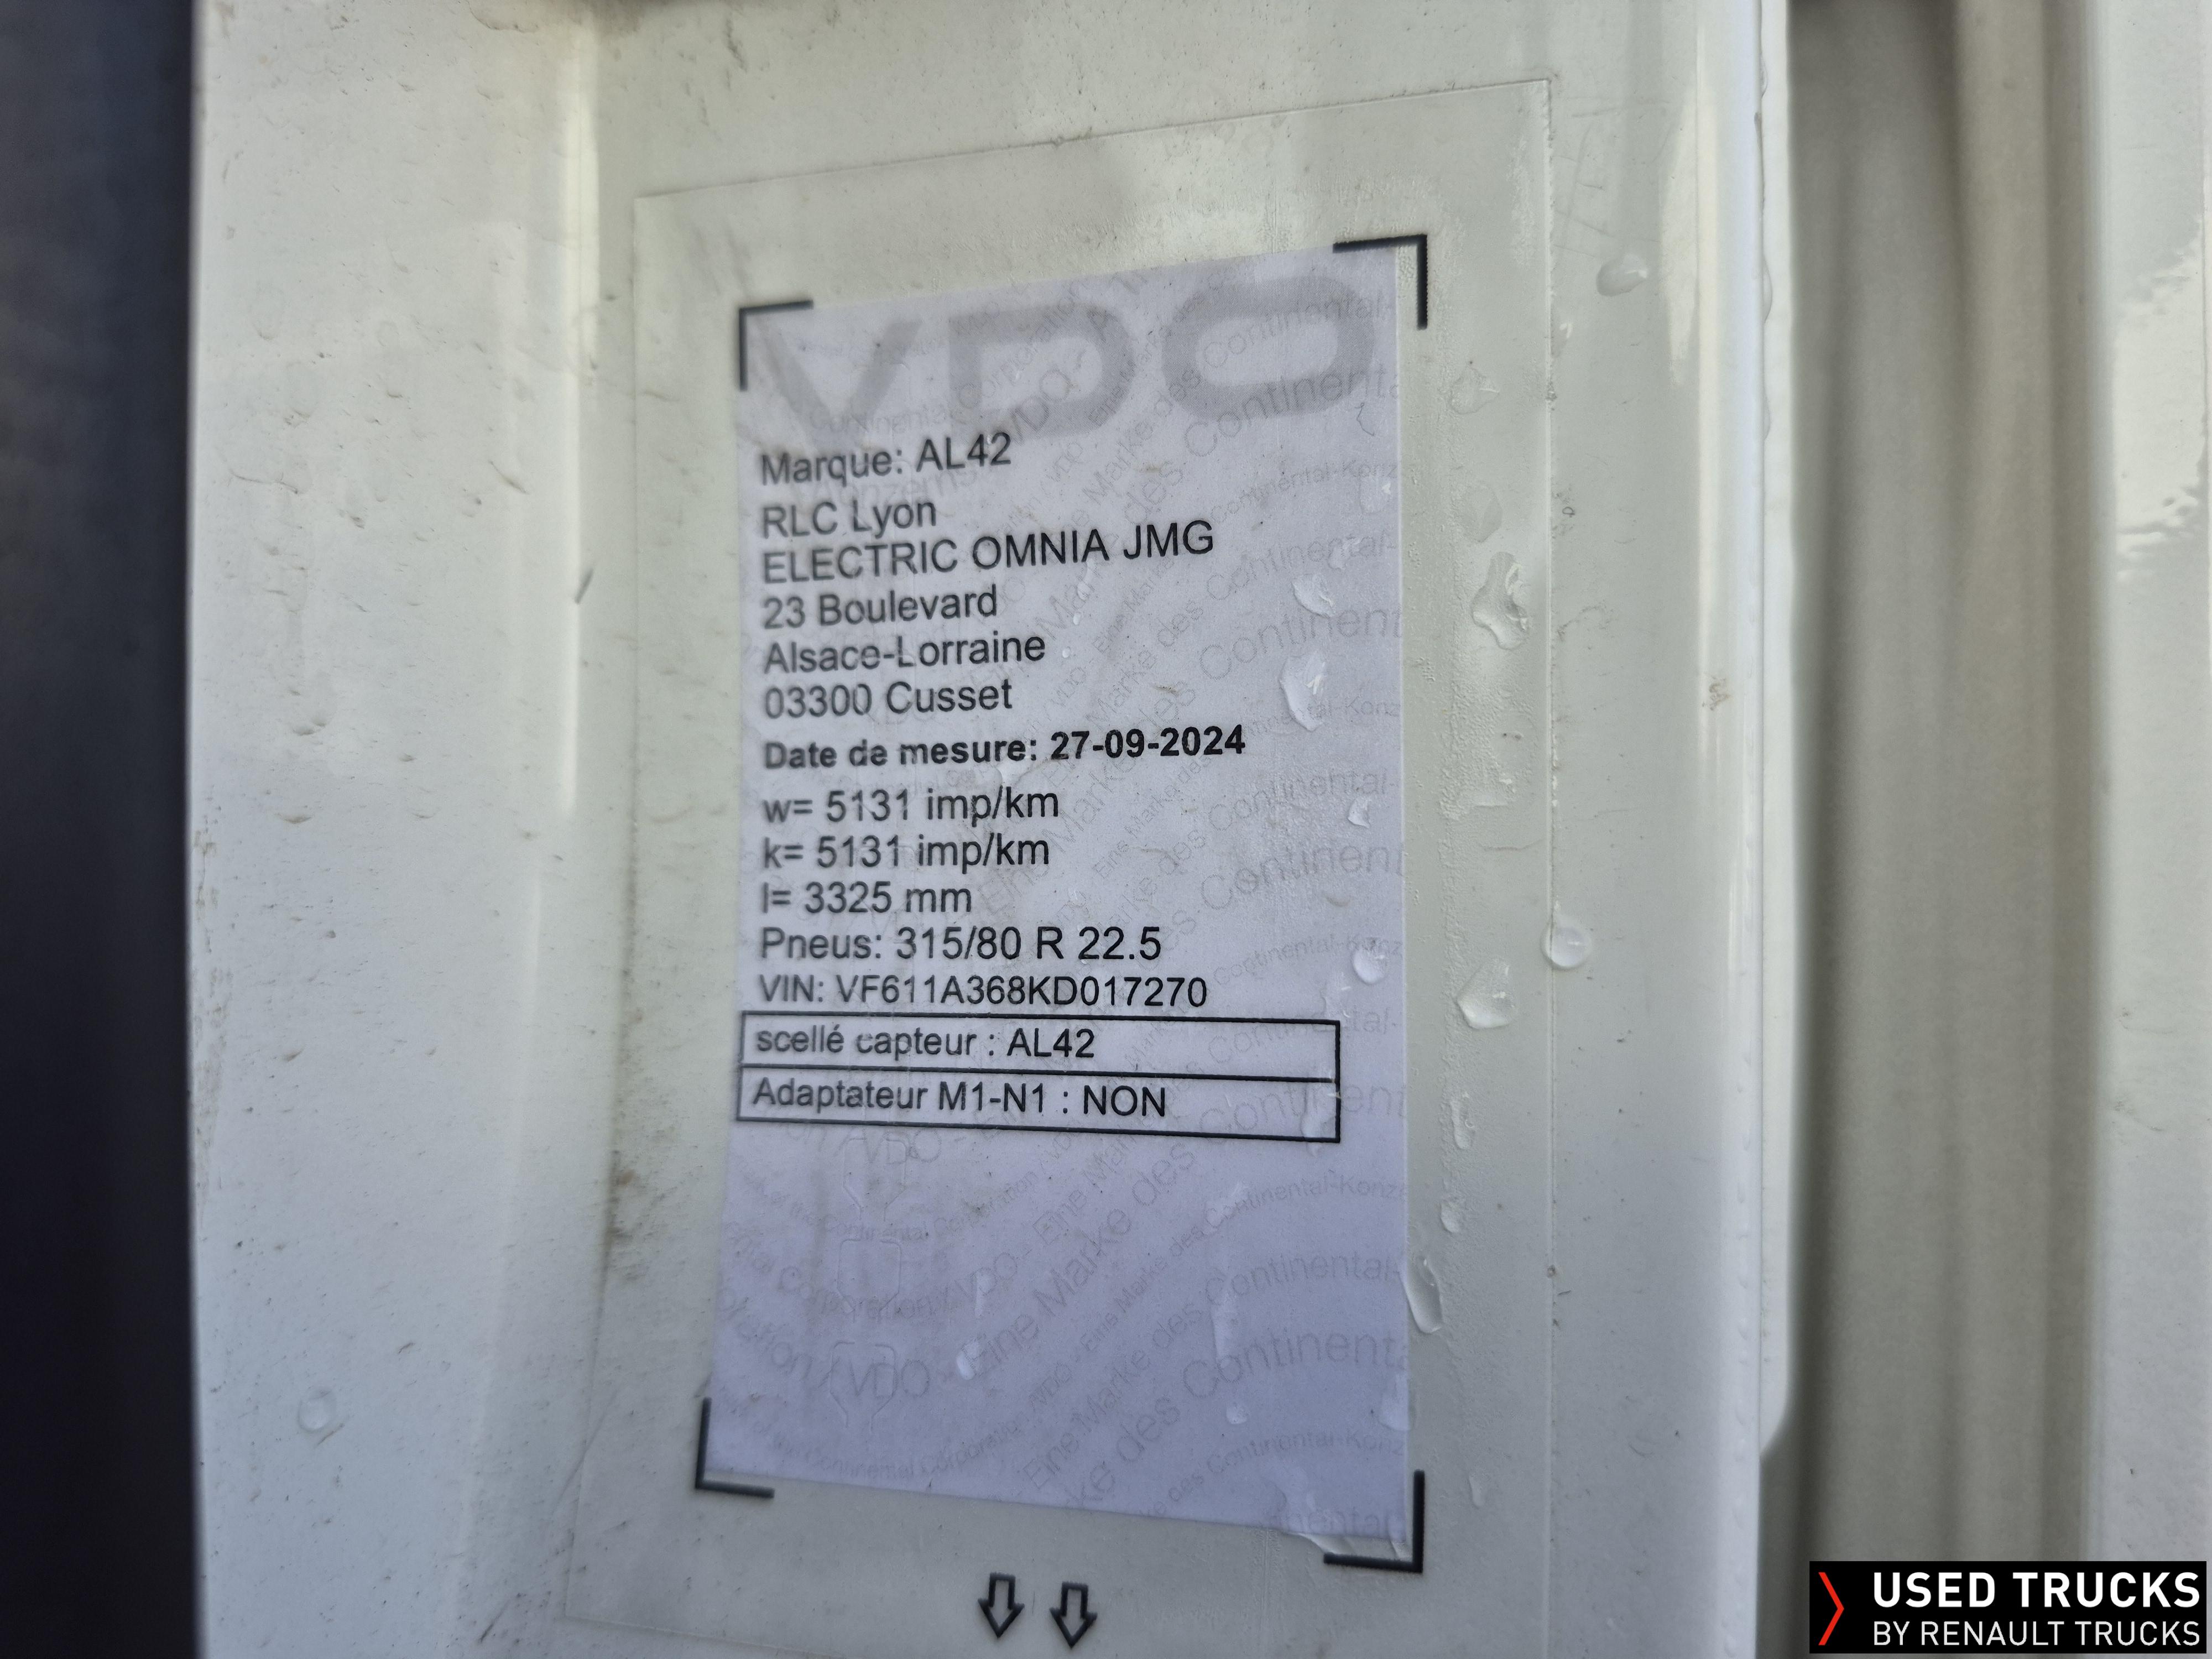 VDO
Marque: AL42
RLC Lyon
ELECTRIC OMNIA JMG
23 Boulevard
Alsace-Lorraine
03300 Cusset
Date de mesure: 27-09-2024
w= 5131 imp/km
k= 5131 imp/km
l= 3325 mm
Pneus: 315/80 R 22.5
VIN: VF611A368KD017270
scellé capteur : AL42
Adaptateur M1-N1 : NON
USED TRUCKS
BY RENAULT TRUCKS